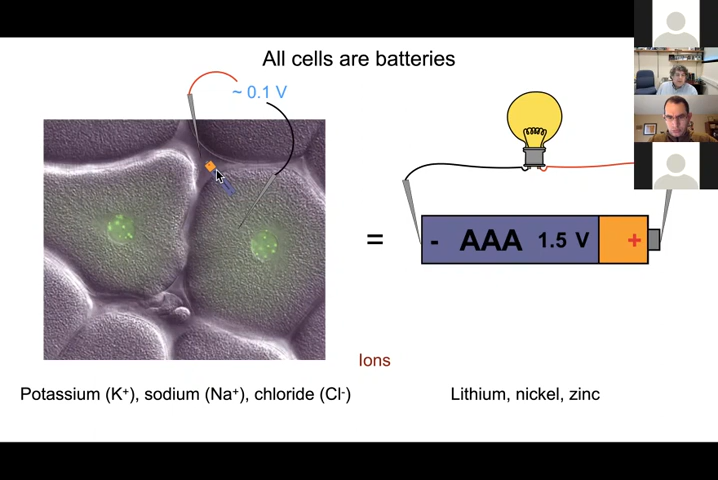 All cells are batteries
~ 0.1 V
=
- AAA 1.5 V +
Ions
Potassium (K⁺), sodium (Na⁺), chloride (Cl⁻)
Lithium, nickel, zinc